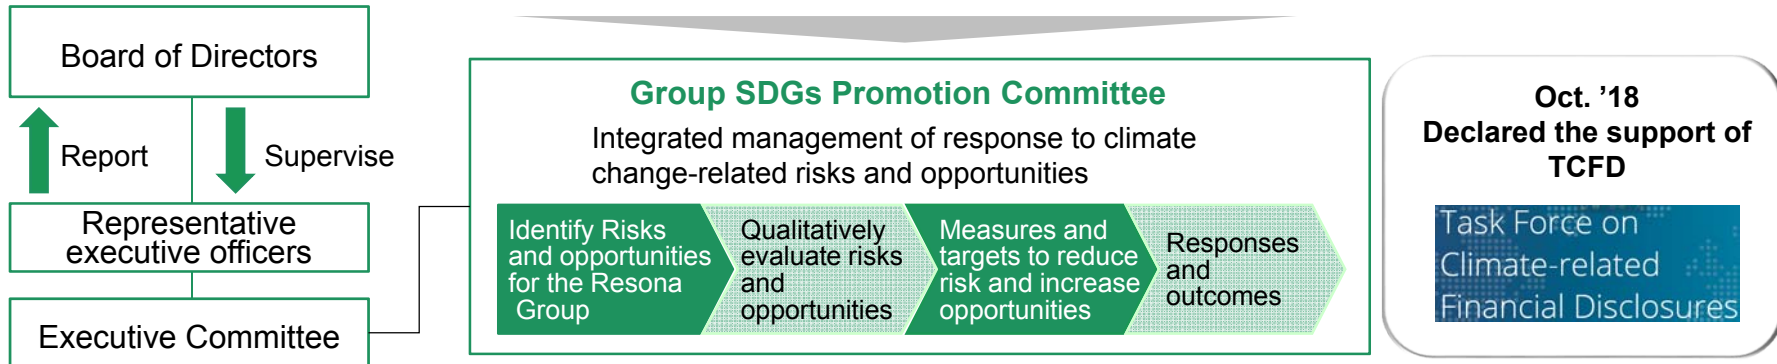 Board of Directors
Report
Supervise
Representative
executive officers
Executive Committee
Group SDGs Promotion Committee
Integrated management of response to climate
change-related risks and opportunities
Identify Risks
and opportunities
for the Resona
Group
Qualitatively
evaluate risks
and
opportunities
Measures and
targets to reduce
risk and increase
opportunities
Responses
and
outcomes
Oct. ’18
Declared the support of
TCFD
Task Force on
Climate-related
Financial Disclosures